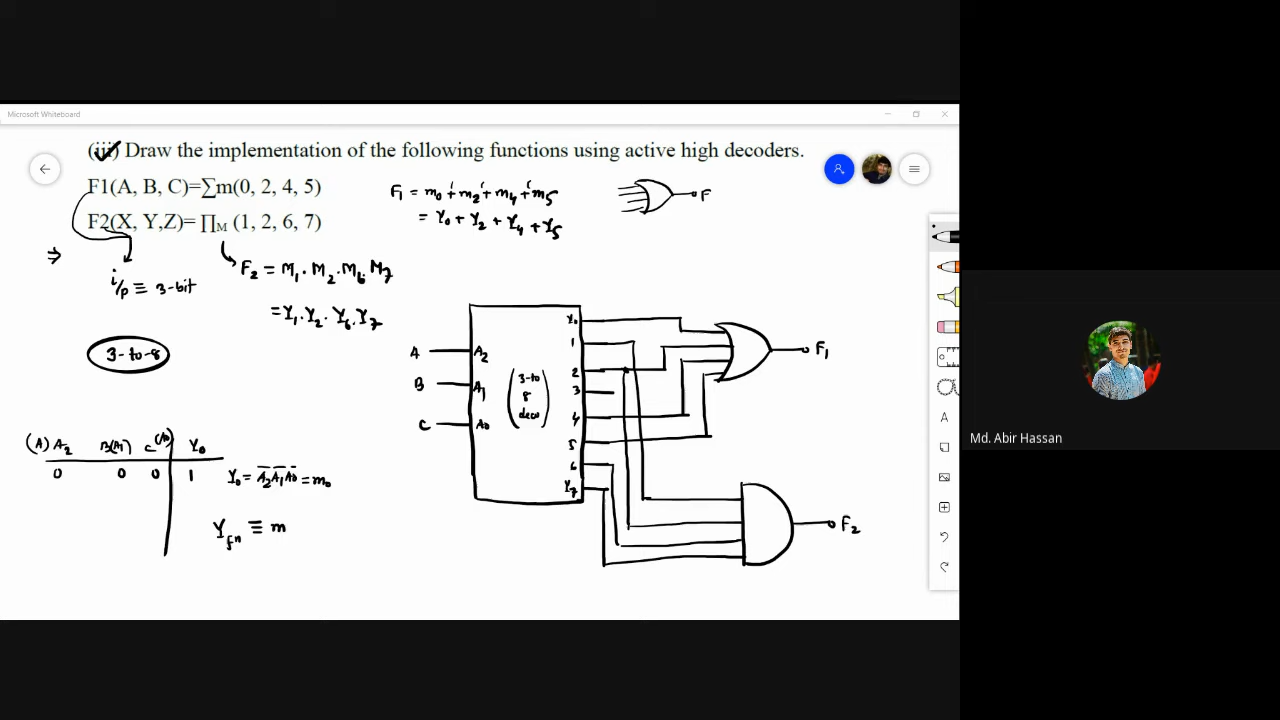 Microsoft Whiteboard
(iii) Draw the implementation of the following functions using active high decoders.
F1(A, B, C)=∑m(0, 2, 4, 5)
F2(X, Y,Z)= ∏M (1, 2, 6, 7)
F₁ = m₀ + m₂ + m₄ + m₅
= Y₀ + Y₂ + Y₄ + Y₅
F
⇒
i/p ≡ 3-bit
F₂ = M₁ . M₂ . M₆ . M₇
= Y₁ . Y₂ . Y₆ . Y₇
3-to-8
A A₂
B A₁
C A₀
(3-to 8 deco)
Y₀
1
2
3
4
5
6
Y₇
F₁
F₂
(A) A₂ B(A₁) C(A₀) Y₀
0 0 0 1
Y₀ = A̅₂ A̅₁ A̅₀ = m₀
Y_fn ≡ m
A
Md. Abir Hassan